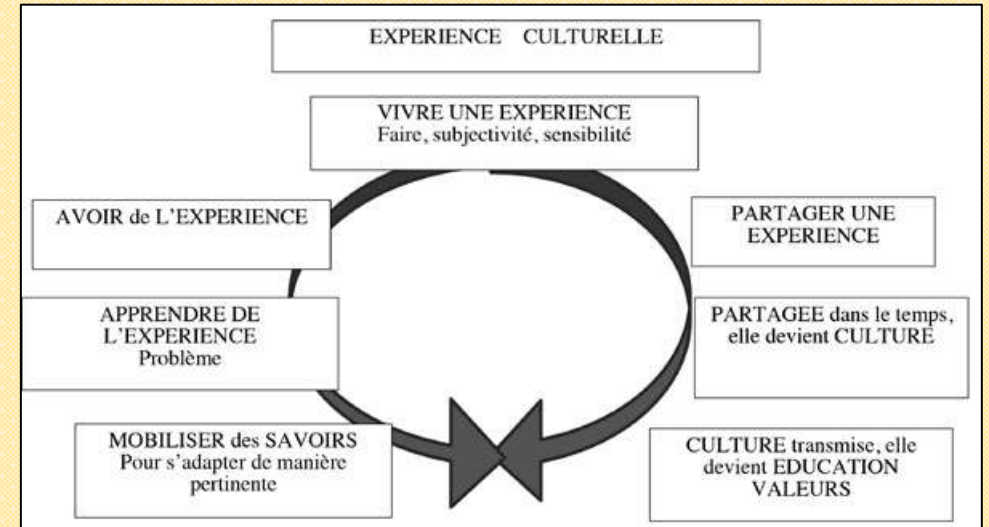 EXPERIENCE CULTURELLE
VIVRE UNE EXPERIENCE
Faire, subjectivité, sensibilité
AVOIR de L'EXPERIENCE
APPRENDRE DE
L'EXPERIENCE
Problème
MOBILISER des SAVOIRS
Pour s'adapter de manière
pertinente
PARTAGER UNE
EXPERIENCE
PARTAGEE dans le temps,
elle devient CULTURE
CULTURE transmise, elle
devient EDUCATION
VALEURS